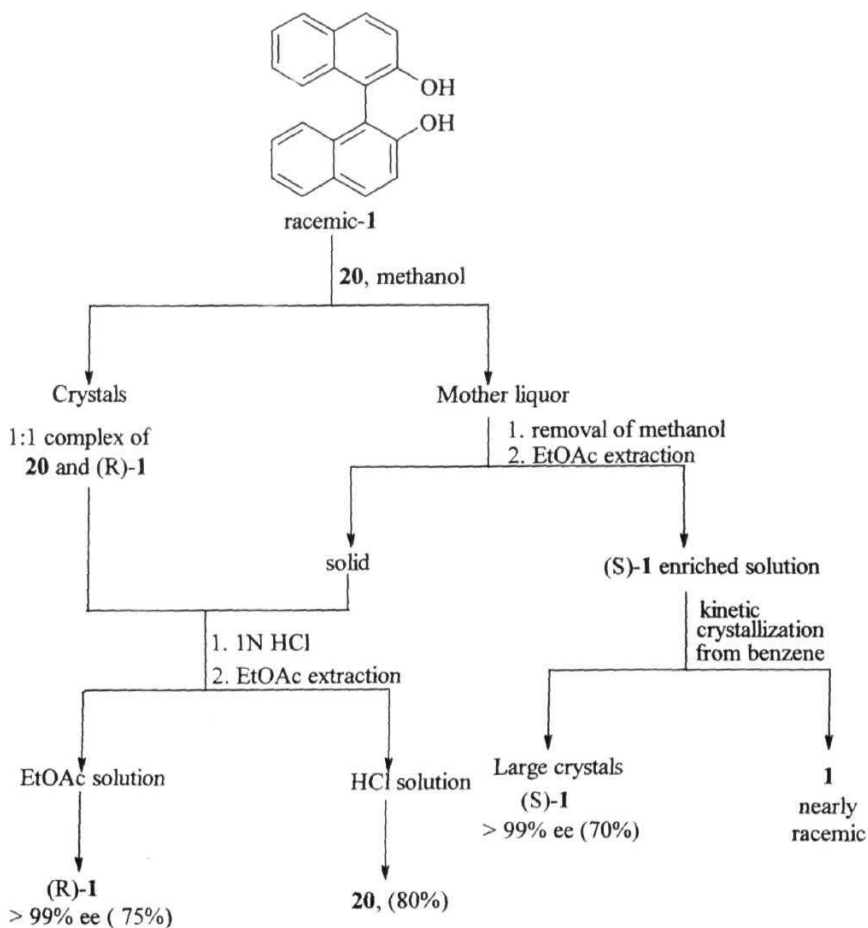 OH
OH
racemic-1
20, methanol
Crystals
1:1 complex of
20 and (R)-1
Mother liquor
1. removal of methanol
2. EtOAc extraction
solid
(S)-1 enriched solution
kinetic
crystallization
from benzene
1. 1N HCl
2. EtOAc extraction
EtOAc solution
HCl solution
Large crystals
(S)-1
> 99% ee (70%)
1
nearly
racemic
(R)-1
> 99% ee ( 75%)
20, (80%)